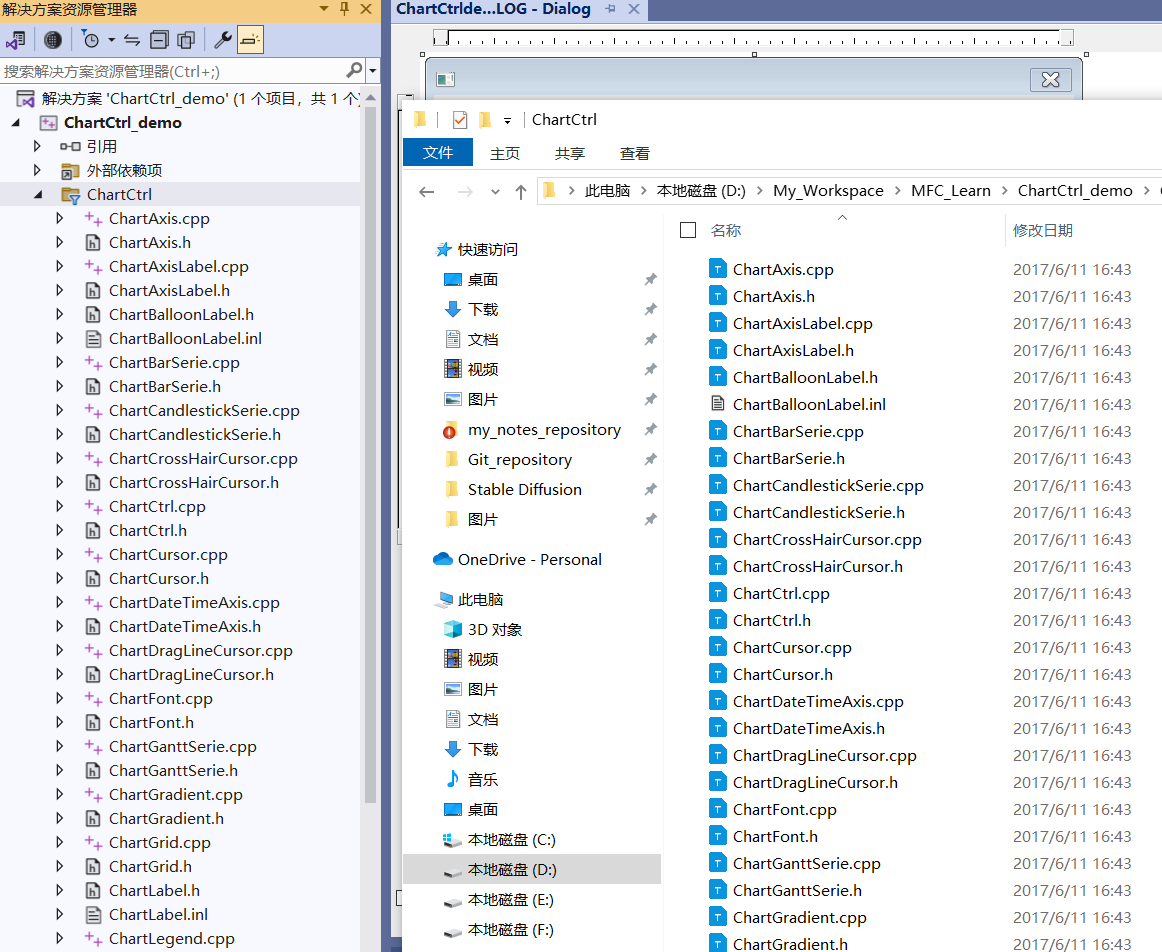 解决方案资源管理器
搜索解决方案资源管理器(Ctrl+;)
解决方案 'ChartCtrl_demo' (1 个项目，共 1 个)
ChartCtrl_demo
引用
外部依赖项
ChartCtrl
ChartAxis.cpp
ChartAxis.h
ChartAxisLabel.cpp
ChartAxisLabel.h
ChartBalloonLabel.h
ChartBalloonLabel.inl
ChartBarSerie.cpp
ChartBarSerie.h
ChartCandlestickSerie.cpp
ChartCandlestickSerie.h
ChartCrossHairCursor.cpp
ChartCrossHairCursor.h
ChartCtrl.cpp
ChartCtrl.h
ChartCursor.cpp
ChartCursor.h
ChartDateTimeAxis.cpp
ChartDateTimeAxis.h
ChartDragLineCursor.cpp
ChartDragLineCursor.h
ChartFont.cpp
ChartFont.h
ChartGanttSerie.cpp
ChartGanttSerie.h
ChartGradient.cpp
ChartGradient.h
ChartGrid.cpp
ChartGrid.h
ChartLabel.h
ChartLabel.inl
ChartLegend.cpp
ChartCtrlde...LOG - Dialog
ChartCtrl
文件 主页 共享 查看
此电脑 > 本地磁盘 (D:) > My_Workspace > MFC_Learn > ChartCtrl_demo >
快速访问
桌面
下载
文档
视频
图片
my_notes_repository
Git_repository
Stable Diffusion
图片
OneDrive - Personal
此电脑
3D 对象
视频
图片
文档
下载
音乐
桌面
本地磁盘 (C:)
本地磁盘 (D:)
本地磁盘 (E:)
本地磁盘 (F:)
名称 修改日期
ChartAxis.cpp 2017/6/11 16:43
ChartAxis.h 2017/6/11 16:43
ChartAxisLabel.cpp 2017/6/11 16:43
ChartAxisLabel.h 2017/6/11 16:43
ChartBalloonLabel.h 2017/6/11 16:43
ChartBalloonLabel.inl 2017/6/11 16:43
ChartBarSerie.cpp 2017/6/11 16:43
ChartBarSerie.h 2017/6/11 16:43
ChartCandlestickSerie.cpp 2017/6/11 16:43
ChartCandlestickSerie.h 2017/6/11 16:43
ChartCrossHairCursor.cpp 2017/6/11 16:43
ChartCrossHairCursor.h 2017/6/11 16:43
ChartCtrl.cpp 2017/6/11 16:43
ChartCtrl.h 2017/6/11 16:43
ChartCursor.cpp 2017/6/11 16:43
ChartCursor.h 2017/6/11 16:43
ChartDateTimeAxis.cpp 2017/6/11 16:43
ChartDateTimeAxis.h 2017/6/11 16:43
ChartDragLineCursor.cpp 2017/6/11 16:43
ChartDragLineCursor.h 2017/6/11 16:43
ChartFont.cpp 2017/6/11 16:43
ChartFont.h 2017/6/11 16:43
ChartGanttSerie.cpp 2017/6/11 16:43
ChartGanttSerie.h 2017/6/11 16:43
ChartGradient.cpp 2017/6/11 16:43
ChartGradient.h 2017/6/11 16:43